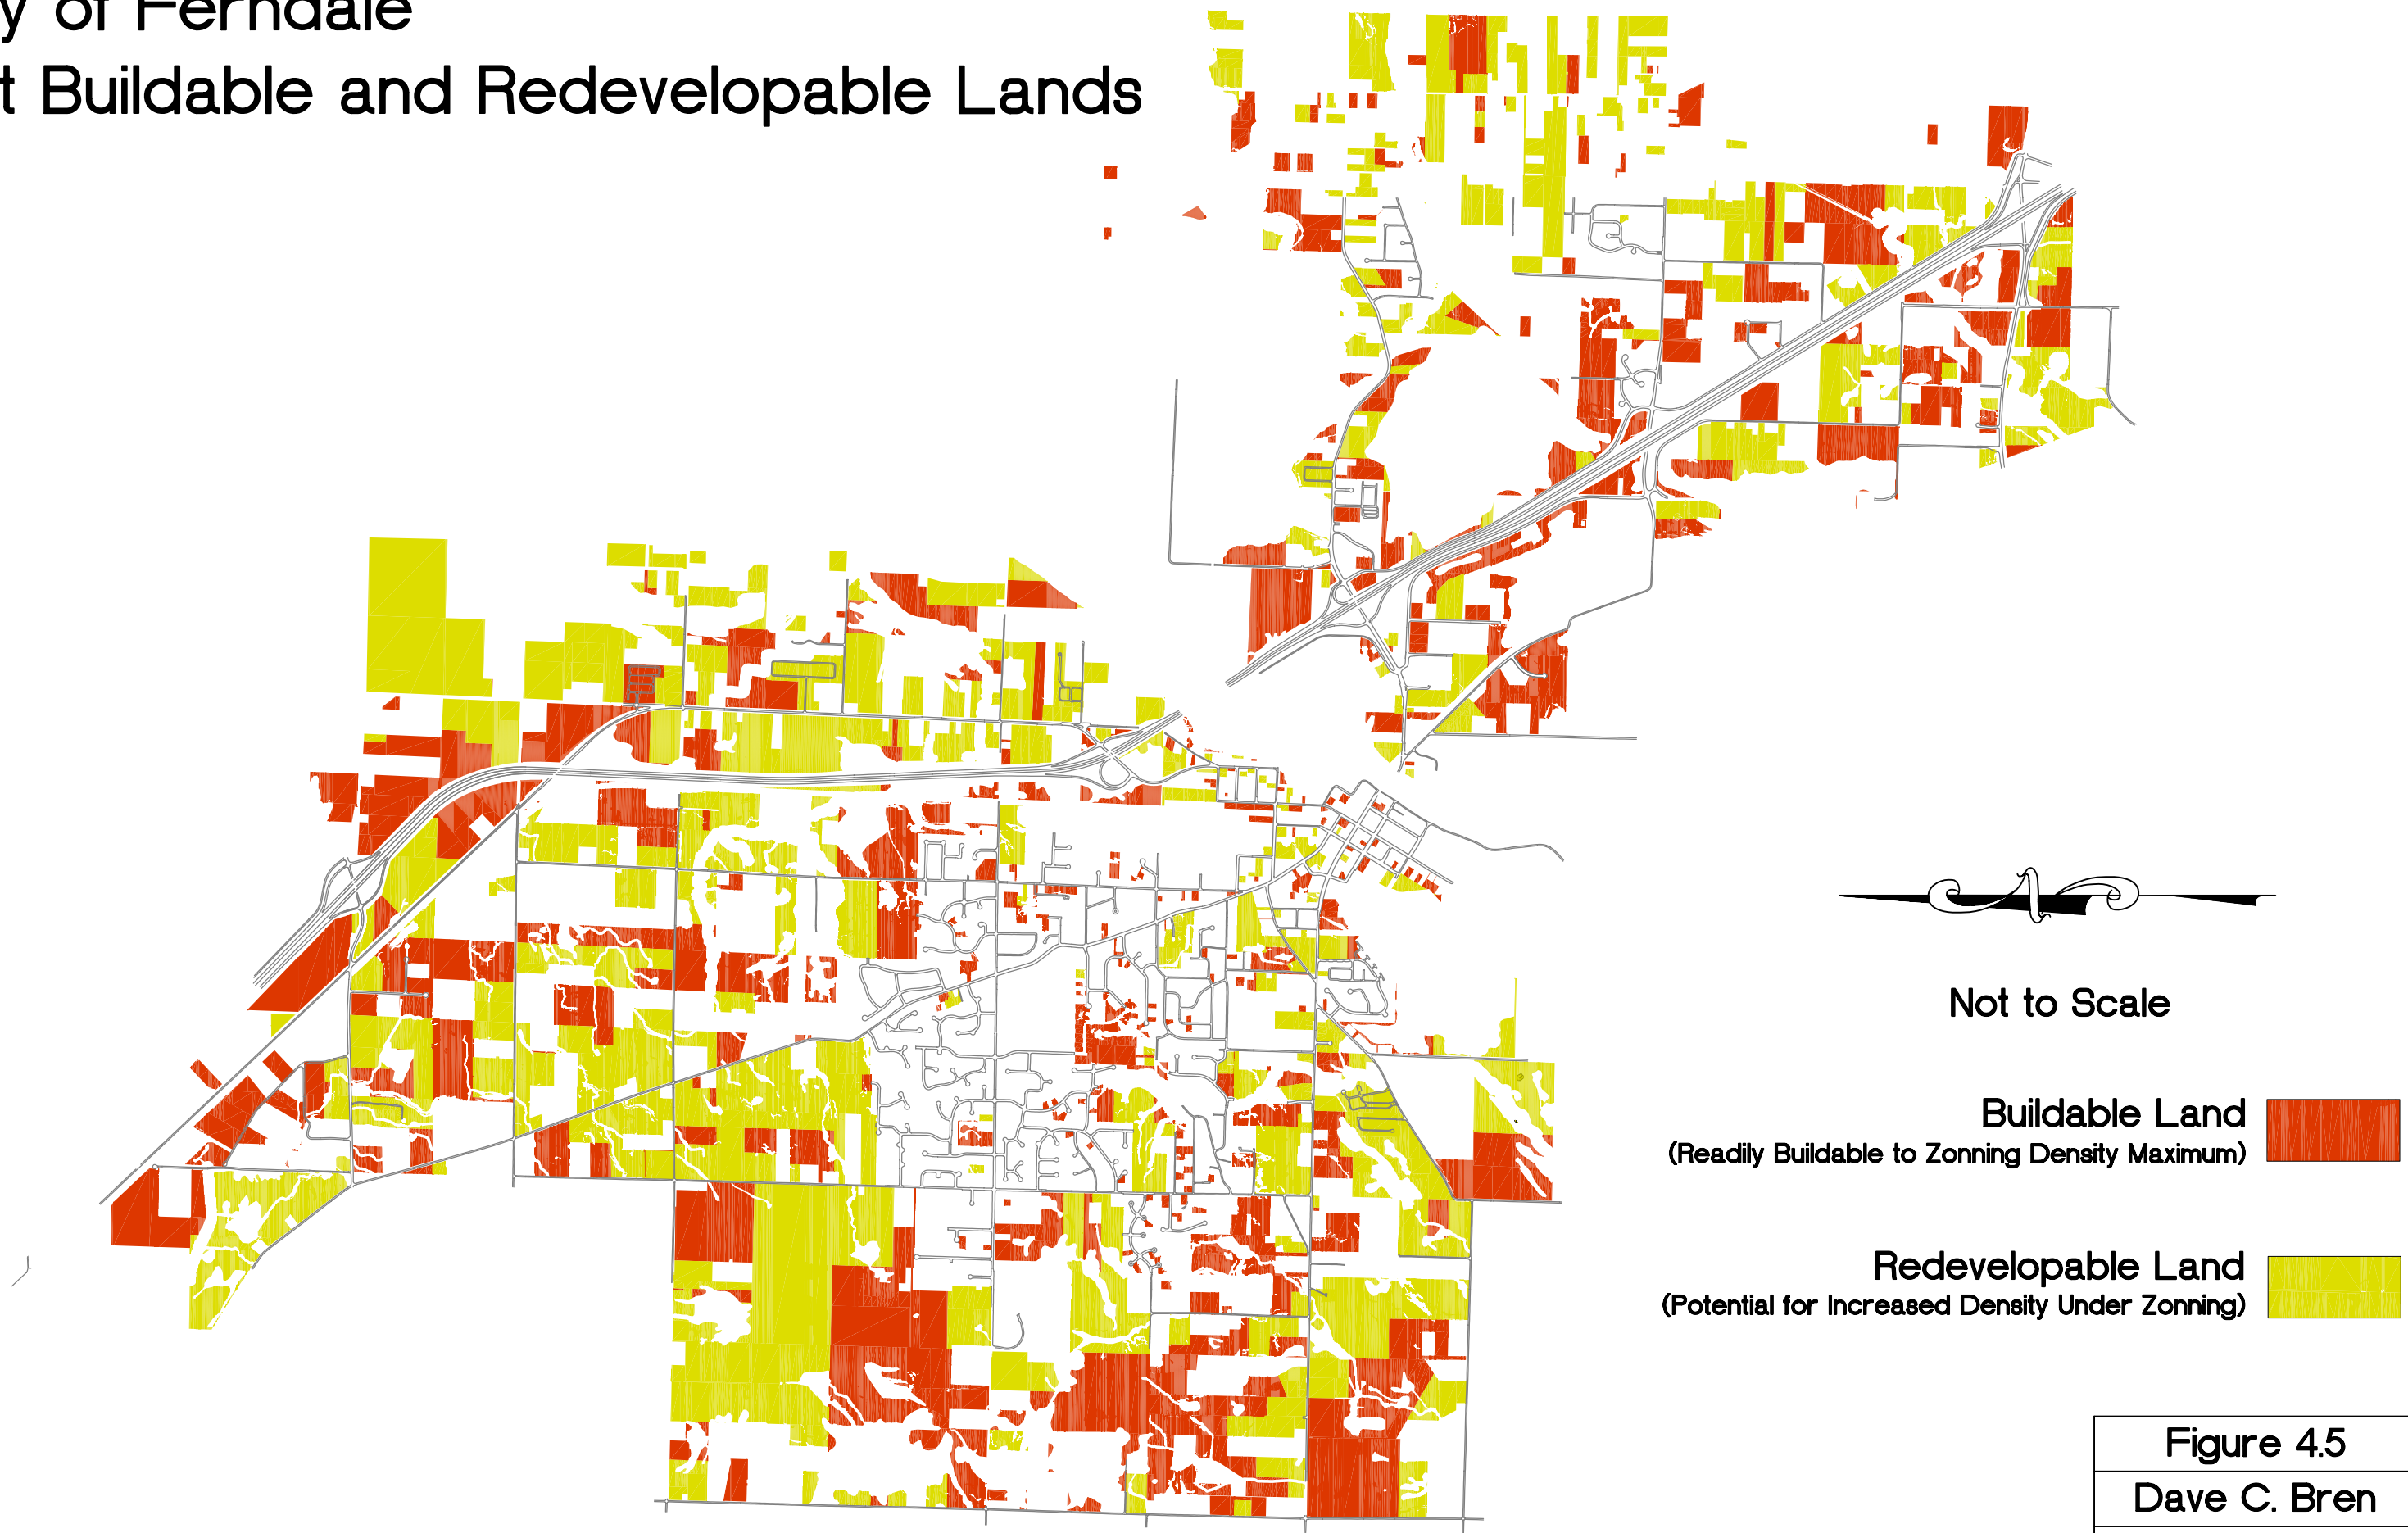 y of Ferndale
t Buildable and Redevelopable Lands
Not to Scale
Buildable Land
(Readily Buildable to Zonning Density Maximum)
Redevelopable Land
(Potential for Increased Density Under Zonning)
Figure 4.5
Dave C. Bren